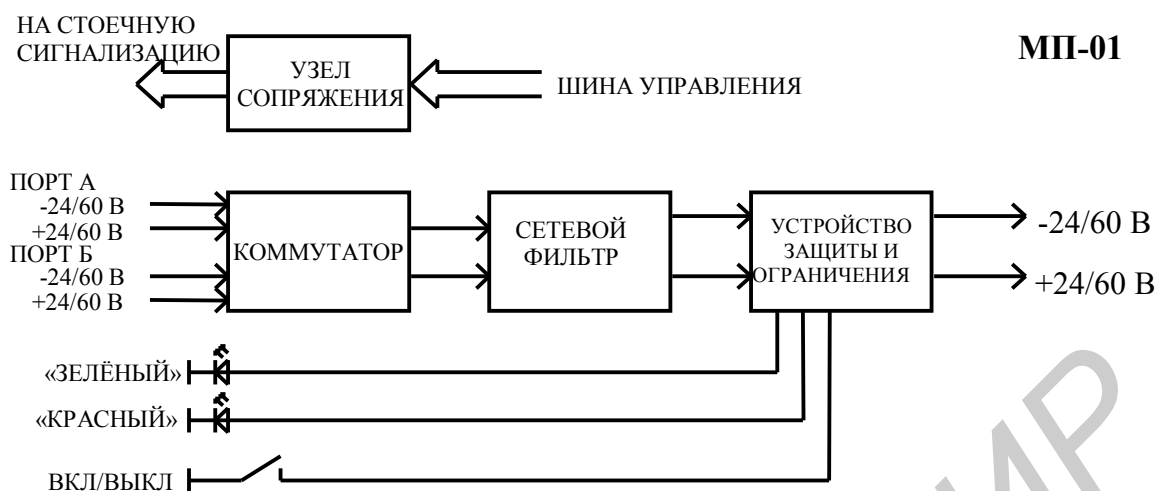 НА СТОЕЧНУЮ
СИГНАЛИЗАЦИЮ
УЗЕЛ
СОПРЯЖЕНИЯ
ШИНА УПРАВЛЕНИЯ
МП-01
ПОРТ А
-24/60 В
+24/60 В
ПОРТ Б
-24/60 В
+24/60 В
КОММУТАТОР
СЕТЕВОЙ
ФИЛЬТР
УСТРОЙСТВО
ЗАЩИТЫ И
ОГРАНИЧЕНИЯ
-24/60 В
+24/60 В
«ЗЕЛЁНЫЙ»
«КРАСНЫЙ»
ВКЛ/ВЫКЛ